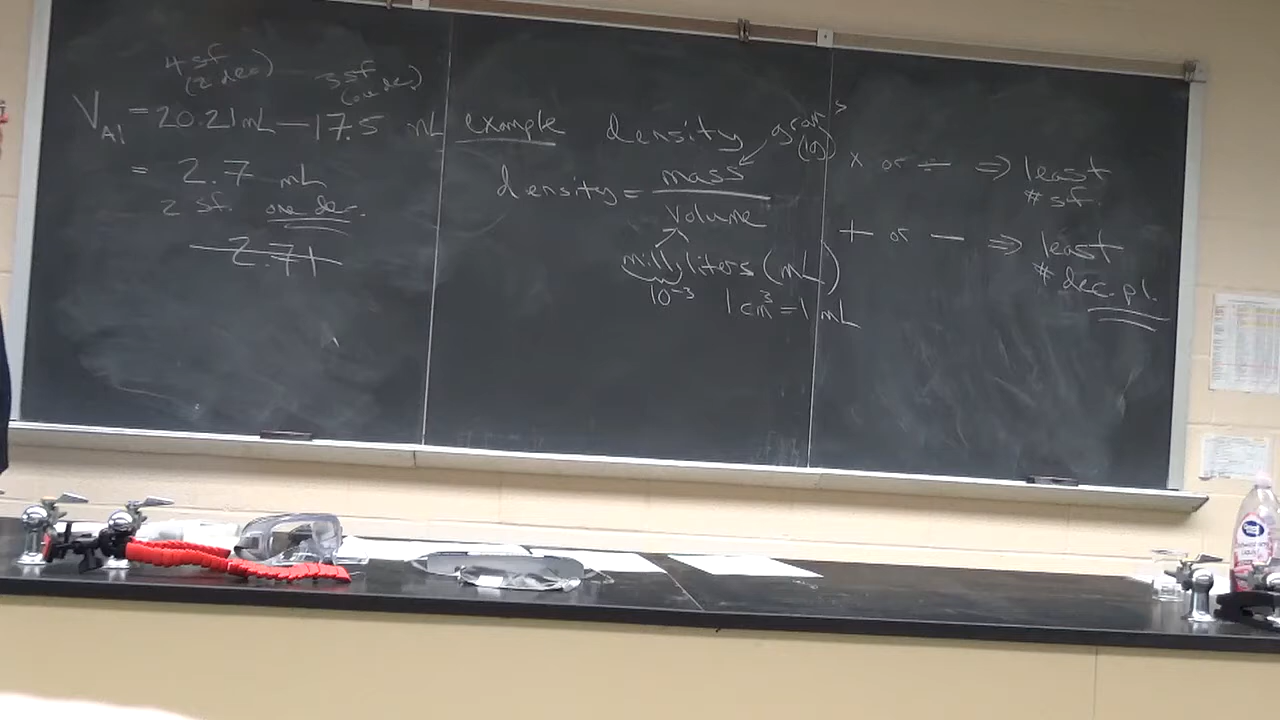 4 sf
(2 dec)
3 sf
(one dec)
V_Al = 20.21 mL — 17.5 mL
= 2.7 mL
2 sf. one dec.
2.71
example density
grams
(g)
density = mass
volume
milliliters (mL)
10⁻³
1 cm³ = 1 mL
x or ÷ ⇒ least
# sf.
+ or — ⇒ least
# dec. pl.